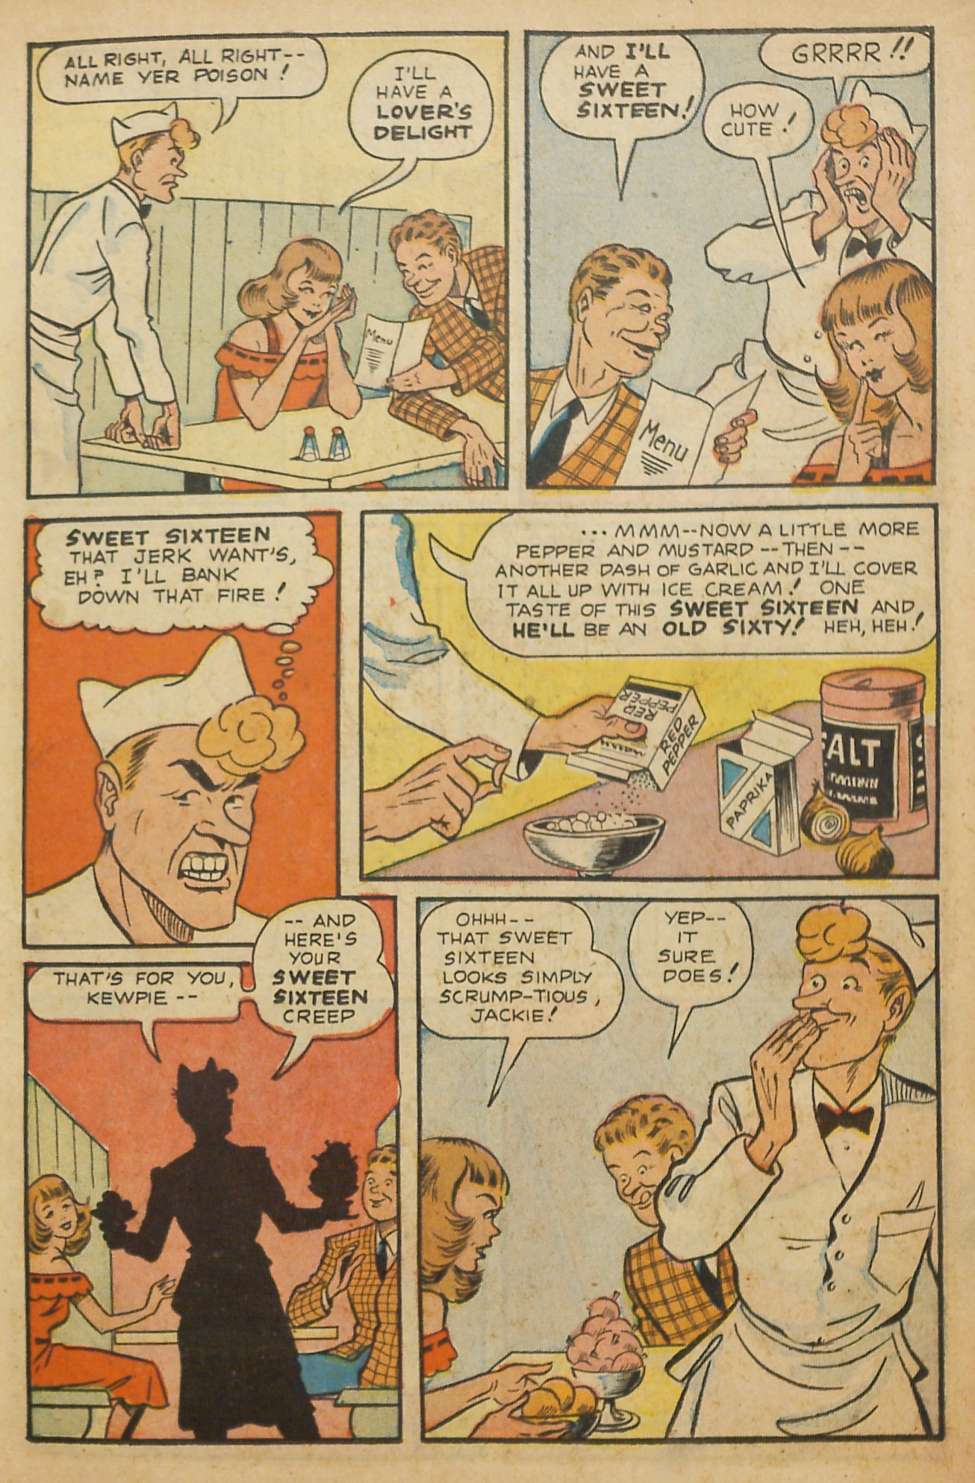 ALL RIGHT, ALL RIGHT--
NAME YER POISON!
I'LL
HAVE A
LOVER'S
DELIGHT
Menu
AND I'LL
HAVE A
SWEET
SIXTEEN!
HOW
CUTE!
GRRRR!!
Menu
SWEET SIXTEEN
THAT JERK WANT'S,
EH? I'LL BANK
DOWN THAT FIRE!
...MMM--NOW A LITTLE MORE
PEPPER AND MUSTARD--THEN--
ANOTHER DASH OF GARLIC AND I'LL COVER
IT ALL UP WITH ICE CREAM! ONE
TASTE OF THIS SWEET SIXTEEN AND
HE'LL BE AN OLD SIXTY! HEH, HEH!
RED
PEPPER
RED
PEPPER
PAPRIKA
SALT
THAT'S FOR YOU,
KEWPIE--
-- AND
HERE'S
YOUR
SWEET
SIXTEEN
CREEP
OHHH--
THAT SWEET
SIXTEEN
LOOKS SIMPLY
SCRUMP-TIOUS,
JACKIE!
YEP--
IT
SURE
DOES!